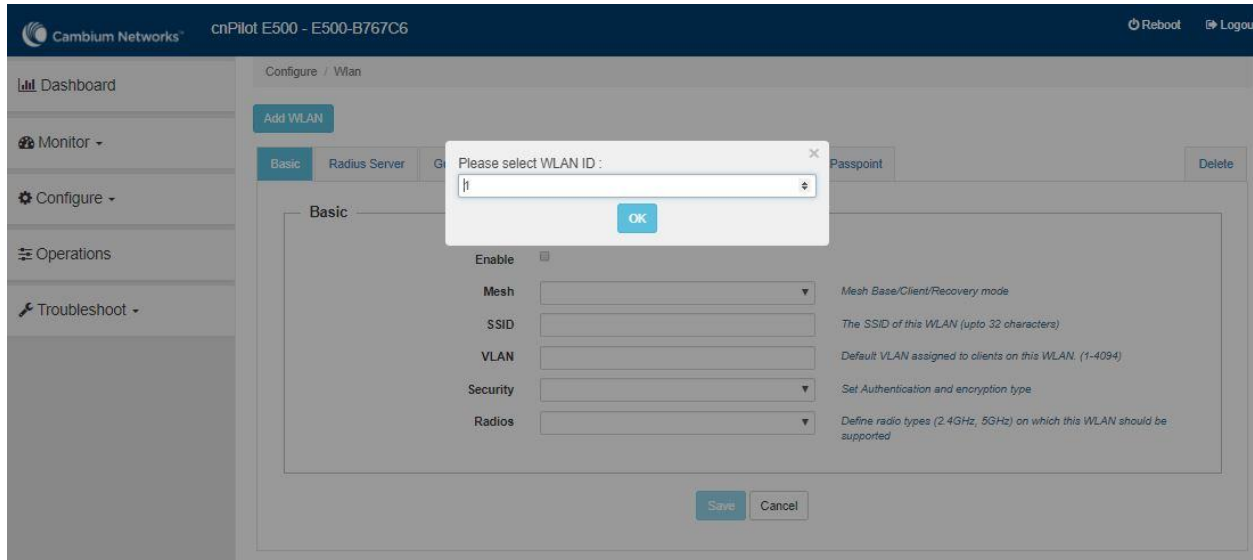 Cambium Networks™ cnPilot E500 - E500-B767C6 Reboot Logou
Dashboard
Monitor
Configure
Operations
Troubleshoot
Configure / Wlan
Add WLAN
Basic Radius Server Passpoint Delete
Please select WLAN ID :
1
OK
Basic
Enable
Mesh Mesh Base/Client/Recovery mode
SSID The SSID of this WLAN (upto 32 characters)
VLAN Default VLAN assigned to clients on this WLAN. (1-4094)
Security Set Authentication and encryption type
Radios Define radio types (2.4GHz, 5GHz) on which this WLAN should be
supported
Save Cancel